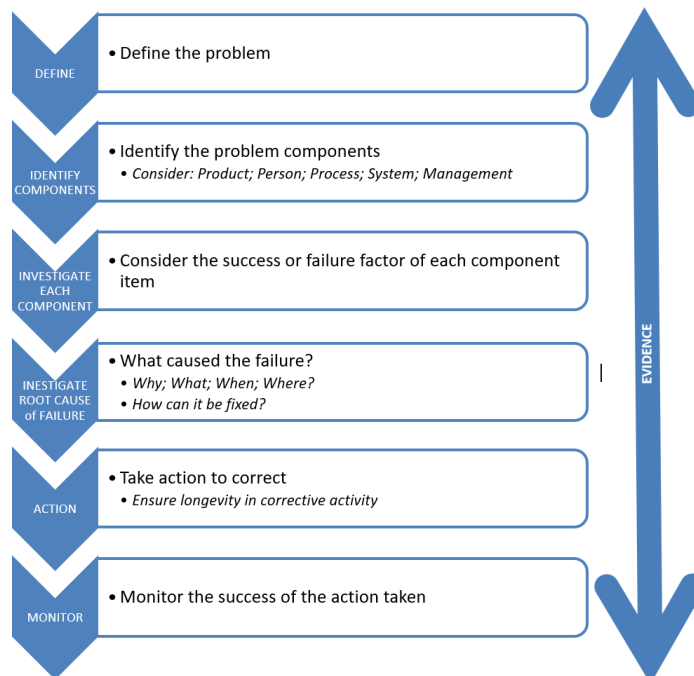 DEFINE
• Define the problem
IDENTIFY
COMPONENTS
• Identify the problem components
• Consider: Product; Person; Process; System; Management
INVESTIGATE
EACH
COMPONENT
• Consider the success or failure factor of each component
item
INESTIGATE
ROOT CAUSE
of FAILURE
• What caused the failure?
• Why; What; When; Where?
• How can it be fixed?
ACTION
• Take action to correct
• Ensure longevity in corrective activity
MONITOR
• Monitor the success of the action taken
EVIDENCE